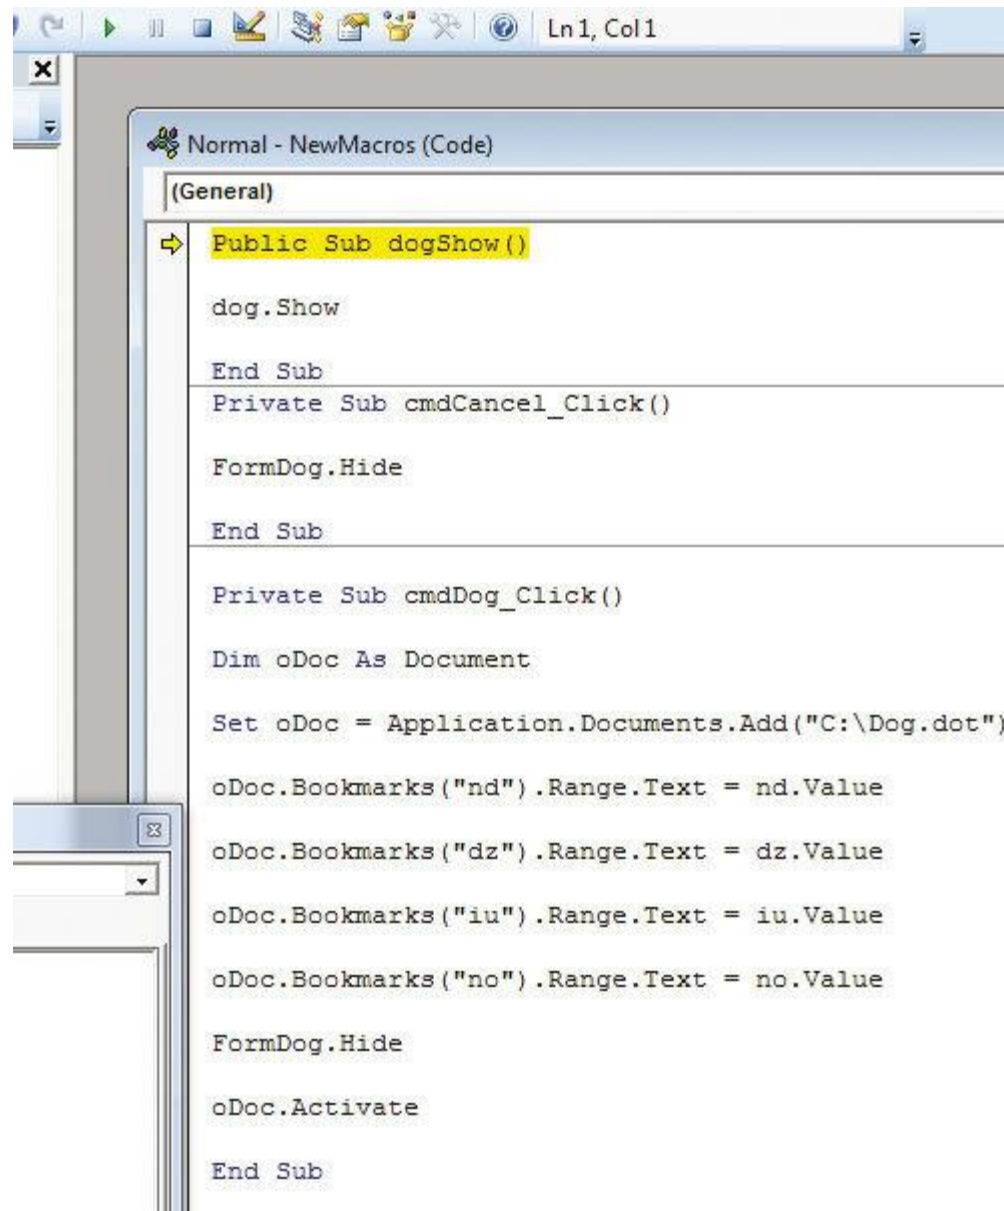 Ln 1, Col 1
Normal - NewMacros (Code)
(General)
Public Sub dogShow()
dog.Show
End Sub
Private Sub cmdCancel_Click()
FormDog.Hide
End Sub
Private Sub cmdDog_Click()
Dim oDoc As Document
Set oDoc = Application.Documents.Add("C:\Dog.dot")
oDoc.Bookmarks("nd").Range.Text = nd.Value
oDoc.Bookmarks("dz").Range.Text = dz.Value
oDoc.Bookmarks("iu").Range.Text = iu.Value
oDoc.Bookmarks("no").Range.Text = no.Value
FormDog.Hide
oDoc.Activate
End Sub